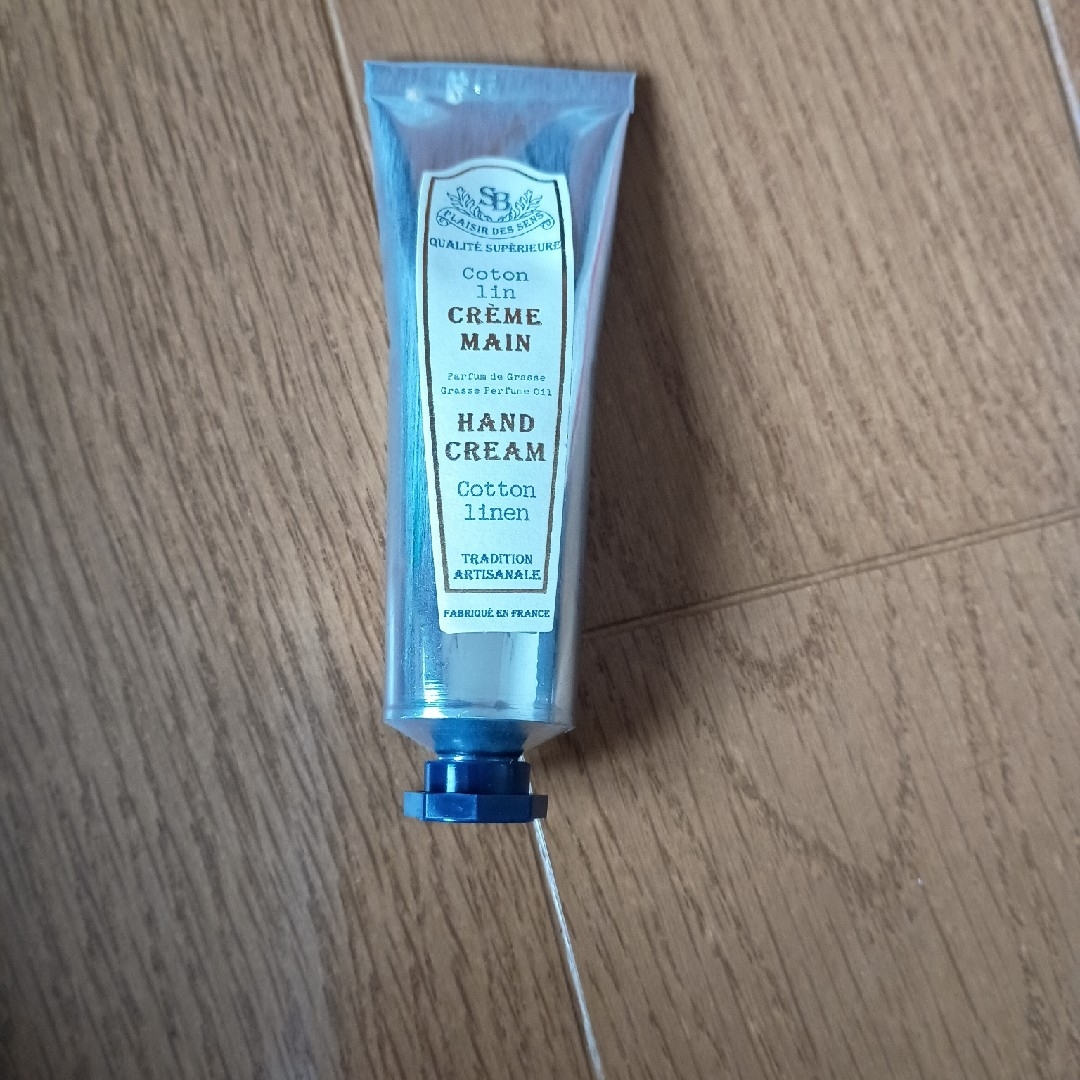 SB
PLAISIR DES SENS
QUALITÉ SUPÈRIEURE
Coton
lin
CRÈME
MAIN
Parfum de Grasse
Grasse Perfume Oil
HAND
CREAM
Cotton
linen
TRADITION
ARTISANALE
FABRIQUÉ EN FRANCE